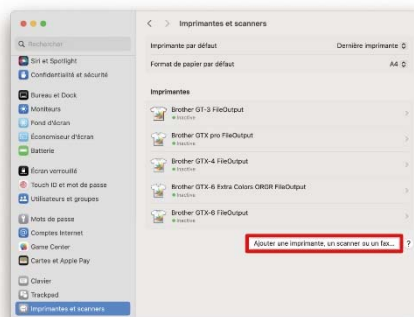 Imprimantes et scanners
Rechercher
Siri et Spotlight
Confidentialité et sécurité
Bureau et Dock
Moniteurs
Fond d'écran
Économiseur d'écran
Batterie
Écran verrouillé
Touch ID et mot de passe
Utilisateurs et groupes
Mots de passe
Comptes Internet
Game Center
Cartes et Apple Pay
Clavier
Trackpad
Imprimantes et scanners
Imprimante par défaut
Dernière imprimante
Format de papier par défaut
A4
Imprimantes
Brother GT-3 FileOutput
Inactive
Brother GTX pro FileOutput
Inactive
Brother GTX-4 FileOutput
Inactive
Brother GTX-6 Extra Colors ORGR FileOutput
Inactive
Brother GTX-6 FileOutput
Inactive
Ajouter une imprimante, un scanner su un fax...
?